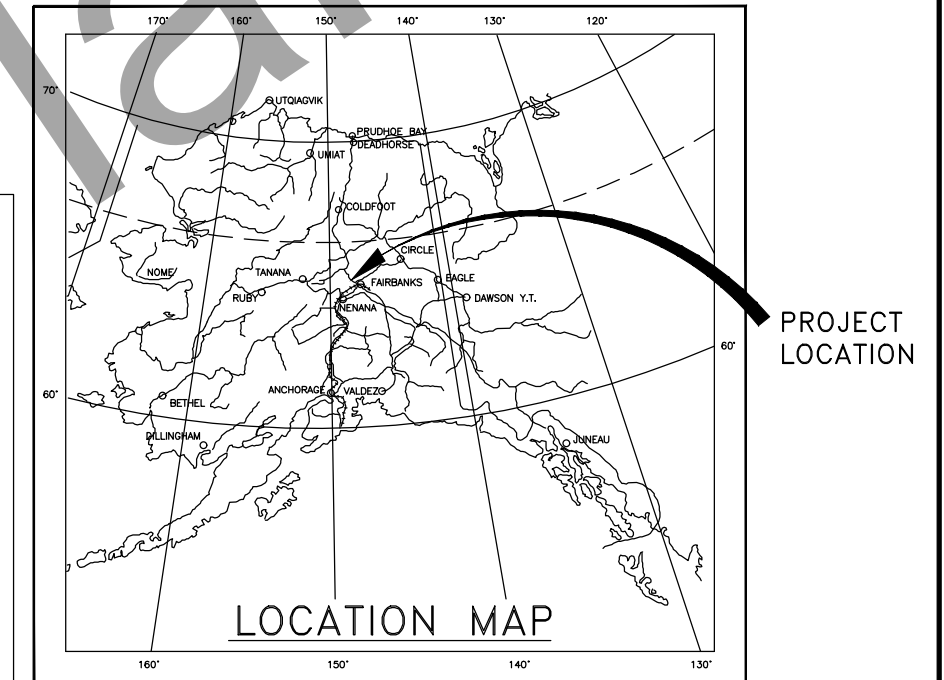 170° 160° 150° 140° 130° 120°
70°
UTQIAGVIK
PRUDHOE BAY
DEADHORSE
UMIAT
COLDFOOT
CIRCLE
NOME
TANANA
FAIRBANKS
EAGLE
RUBY
DAWSON Y.T.
NENANA
PROJECT
LOCATION
60°
60°
ANCHORAGE
VALDEZ
BETHEL
DILLINGHAM
JUNEAU
LOCATION MAP
160° 150° 140° 130°